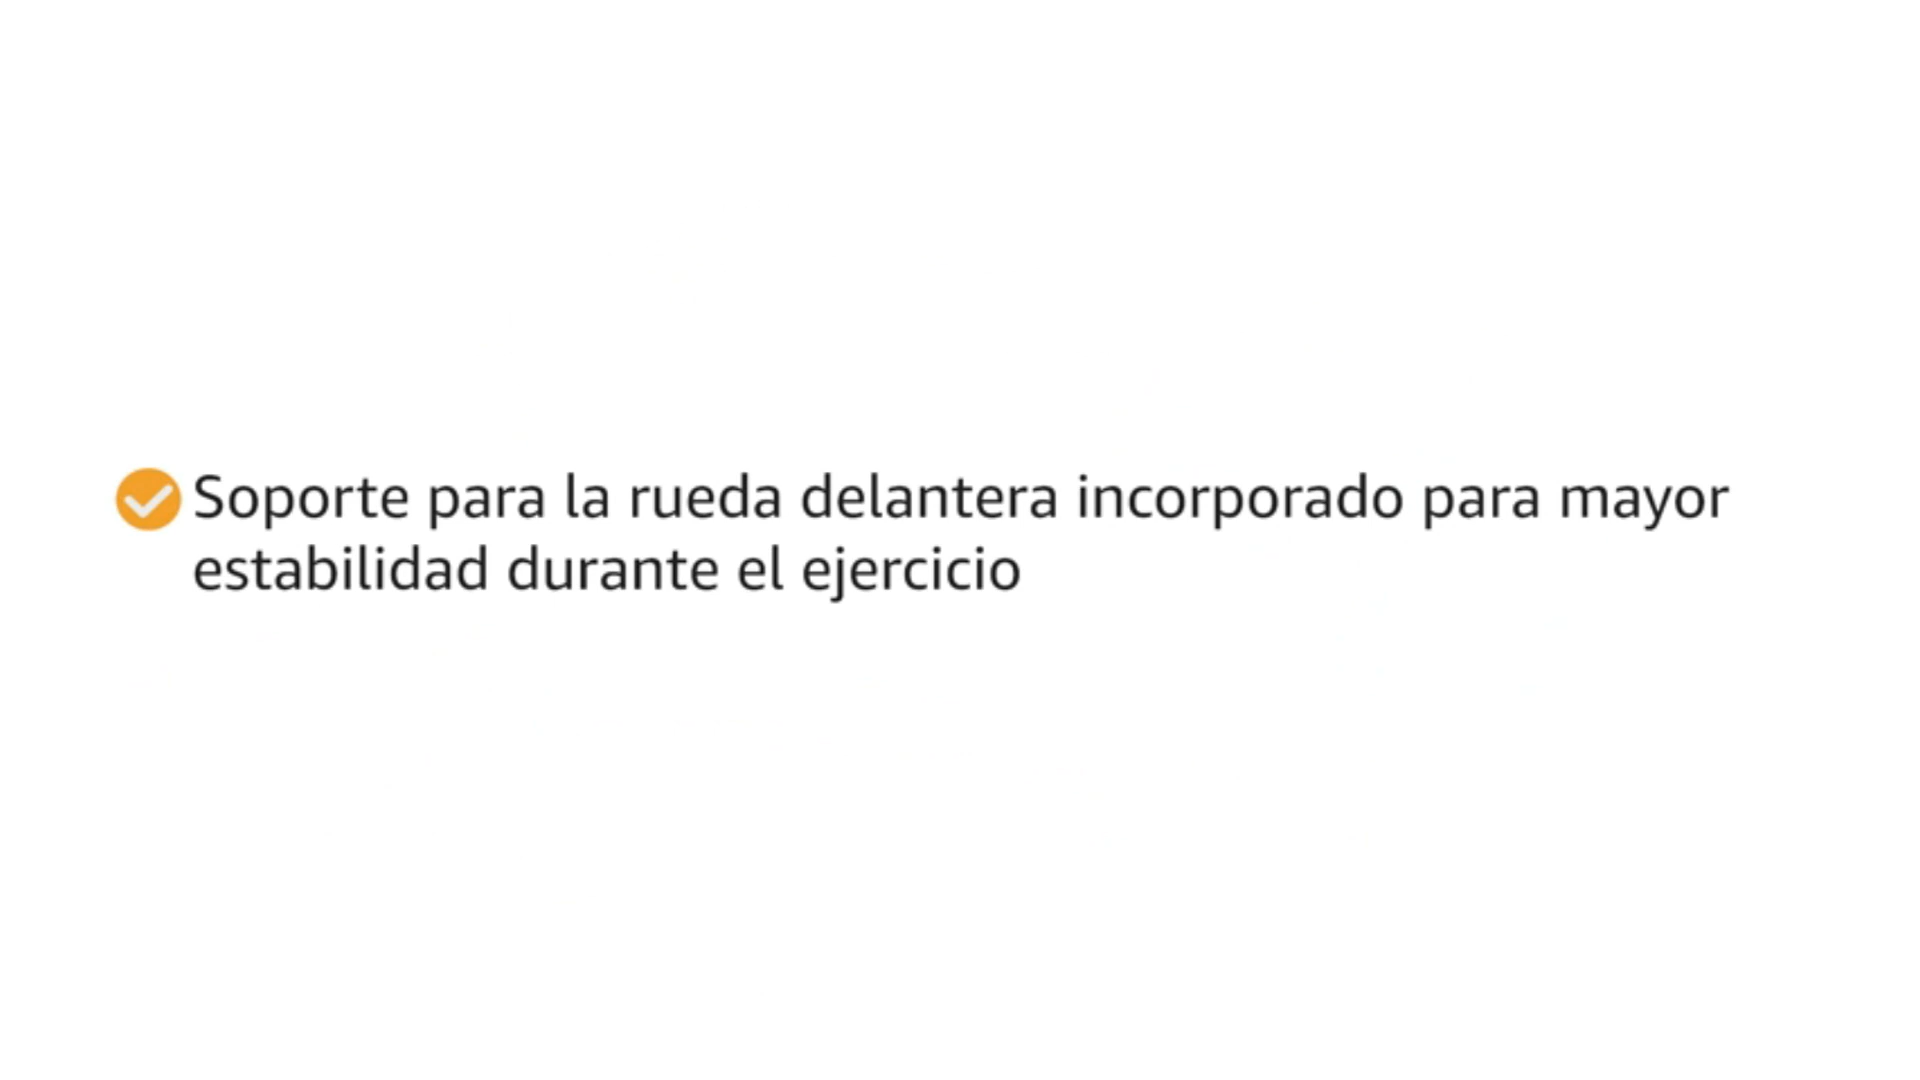 Soporte para la rueda delantera incorporado para mayor
estabilidad durante el ejercicio